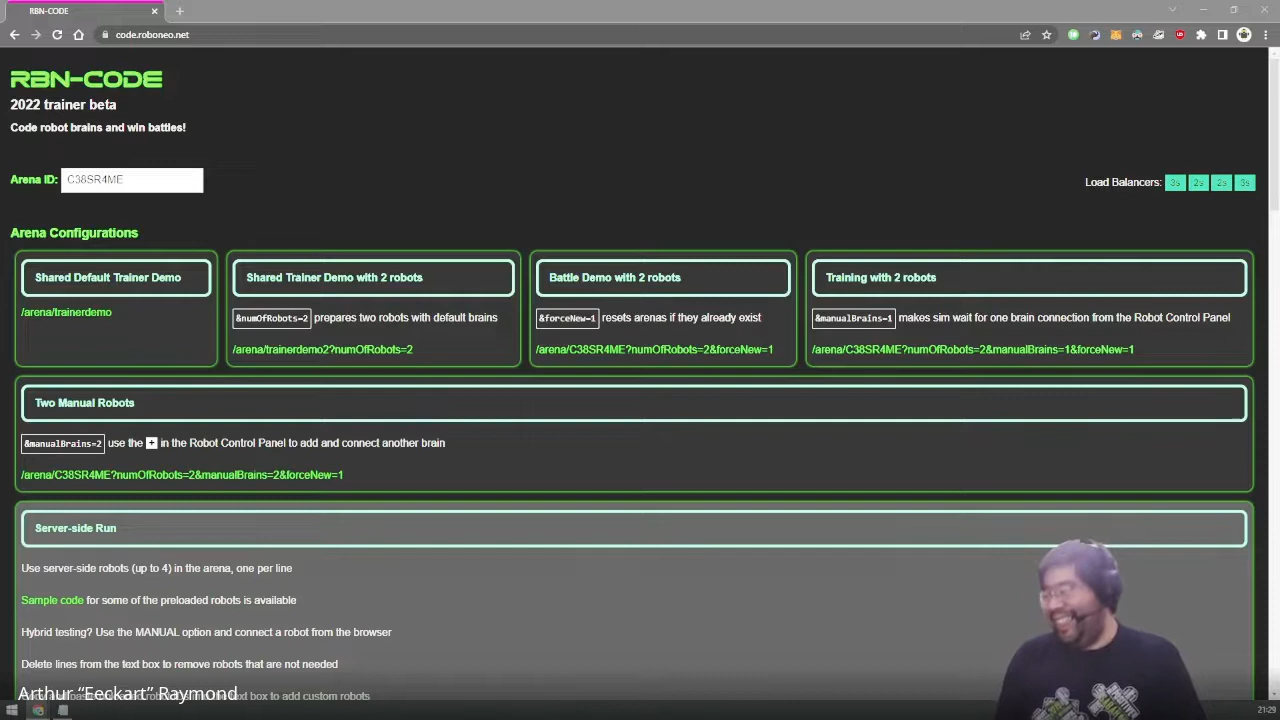 RBN-CODE
code.roboneo.net
RBN-CODE
2022 trainer beta
Code robot brains and win battles!
Arena ID: C38SR4ME
Load Balancers: 3s 2s 2s 3s
Arena Configurations
Shared Default Trainer Demo
/arena/trainerdemo
Shared Trainer Demo with 2 robots
&numOfRobots=2 prepares two robots with default brains
/arena/trainerdemo2?numOfRobots=2
Battle Demo with 2 robots
&forceNew=1 resets arenas if they already exist
/arena/C38SR4ME?numOfRobots=2&forceNew=1
Training with 2 robots
&manualBrains=1 makes sim wait for one brain connection from the Robot Control Panel
/arena/C38SR4ME?numOfRobots=2&manualBrains=1&forceNew=1
Two Manual Robots
&manualBrains=2 use the + in the Robot Control Panel to add and connect another brain
/arena/C38SR4ME?numOfRobots=2&manualBrains=2&forceNew=1
Server-side Run
Use server-side robots (up to 4) in the arena, one per line
Sample code for some of the preloaded robots is available
Hybrid testing? Use the MANUAL option and connect a robot from the browser
Delete lines from the text box to remove robots that are not needed
text box to add custom robots
Arthur “Eeckart” Raymond
21:29